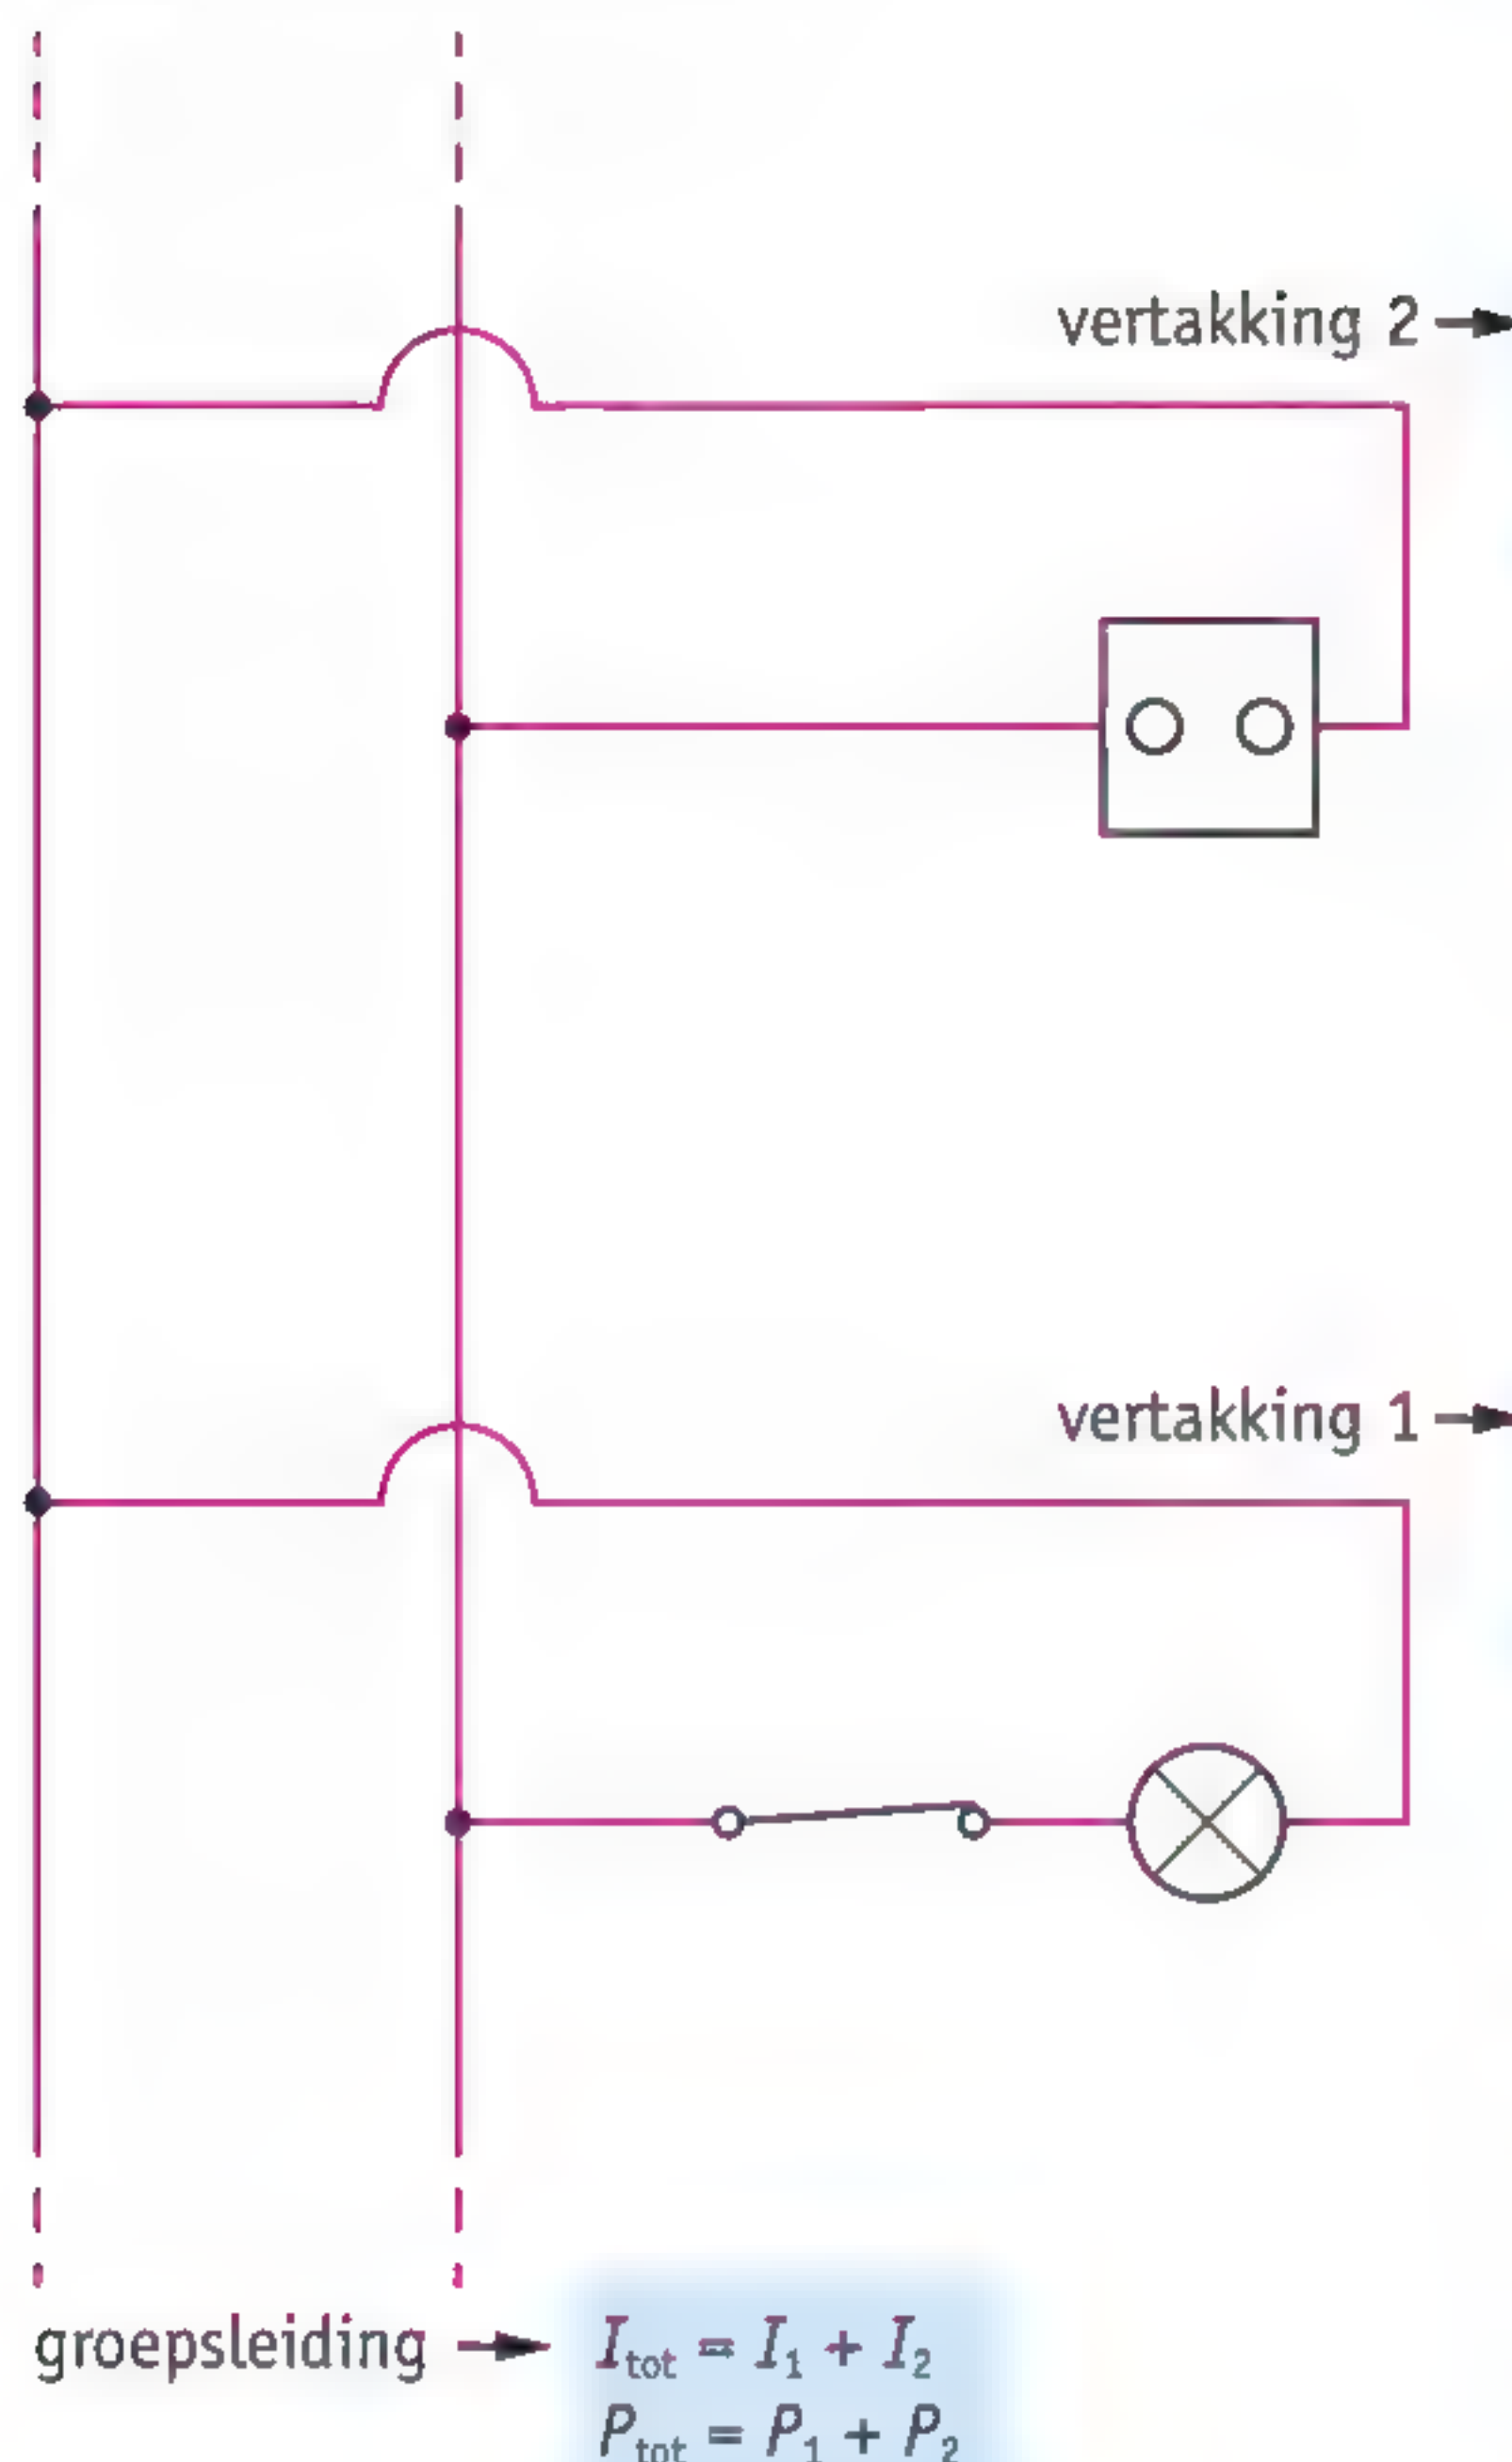 vertakking 2
vertakking 1
groepsleiding
I_tot = I_1 + I_2
P_tot = P_1 + P_2